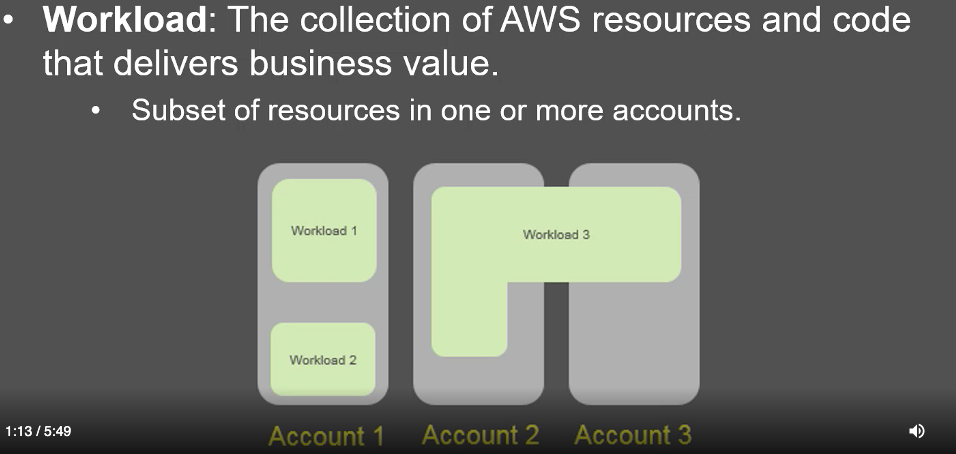 • Workload: The collection of AWS resources and code
that delivers business value.
• Subset of resources in one or more accounts.
Workload 1
Workload 3
Workload 2
1:13 / 5:49
Account 1
Account 2
Account 3